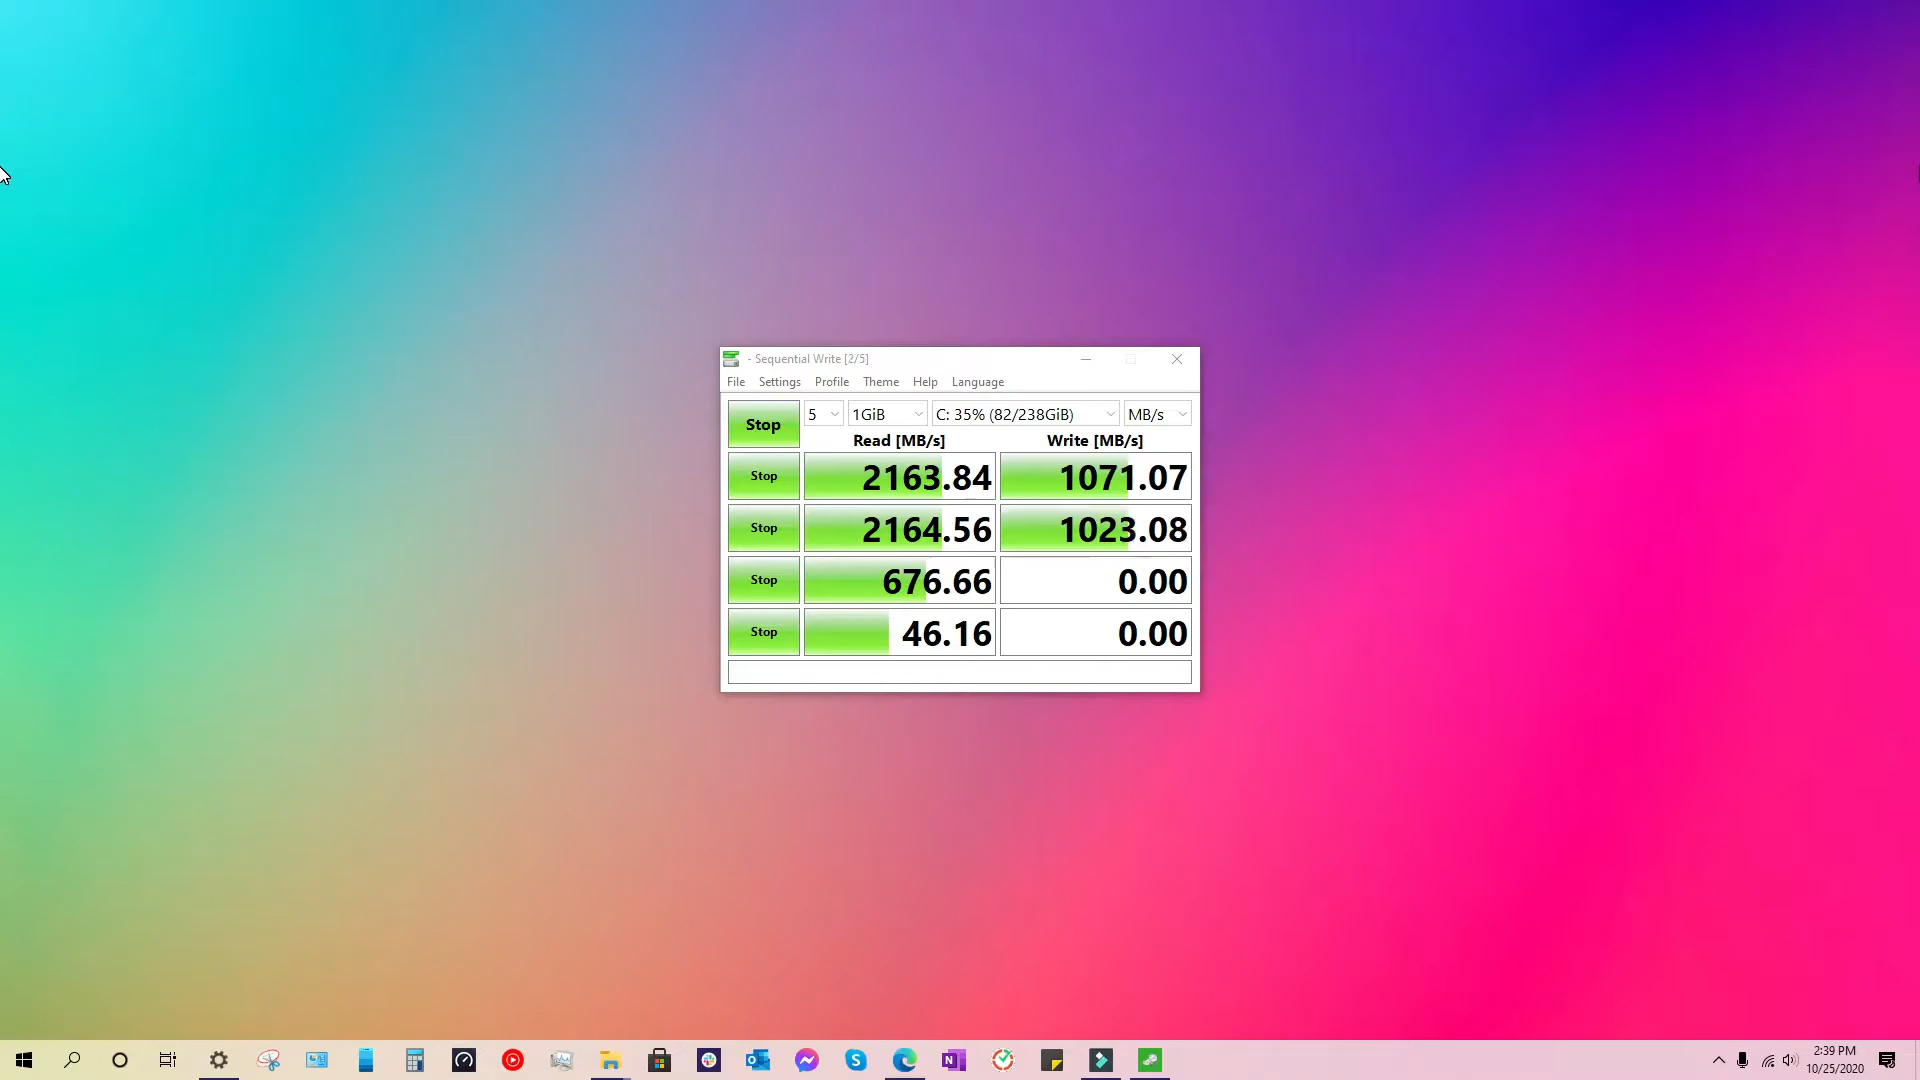 - Sequential Write [2/5]
File Settings Profile Theme Help Language
Stop 5 1GiB C: 35% (82/238GiB) MB/s
Read [MB/s] Write [MB/s]
Stop 2163.84 1071.07
Stop 2164.56 1023.08
Stop 676.66 0.00
Stop 46.16 0.00
2:39 PM
10/25/2020